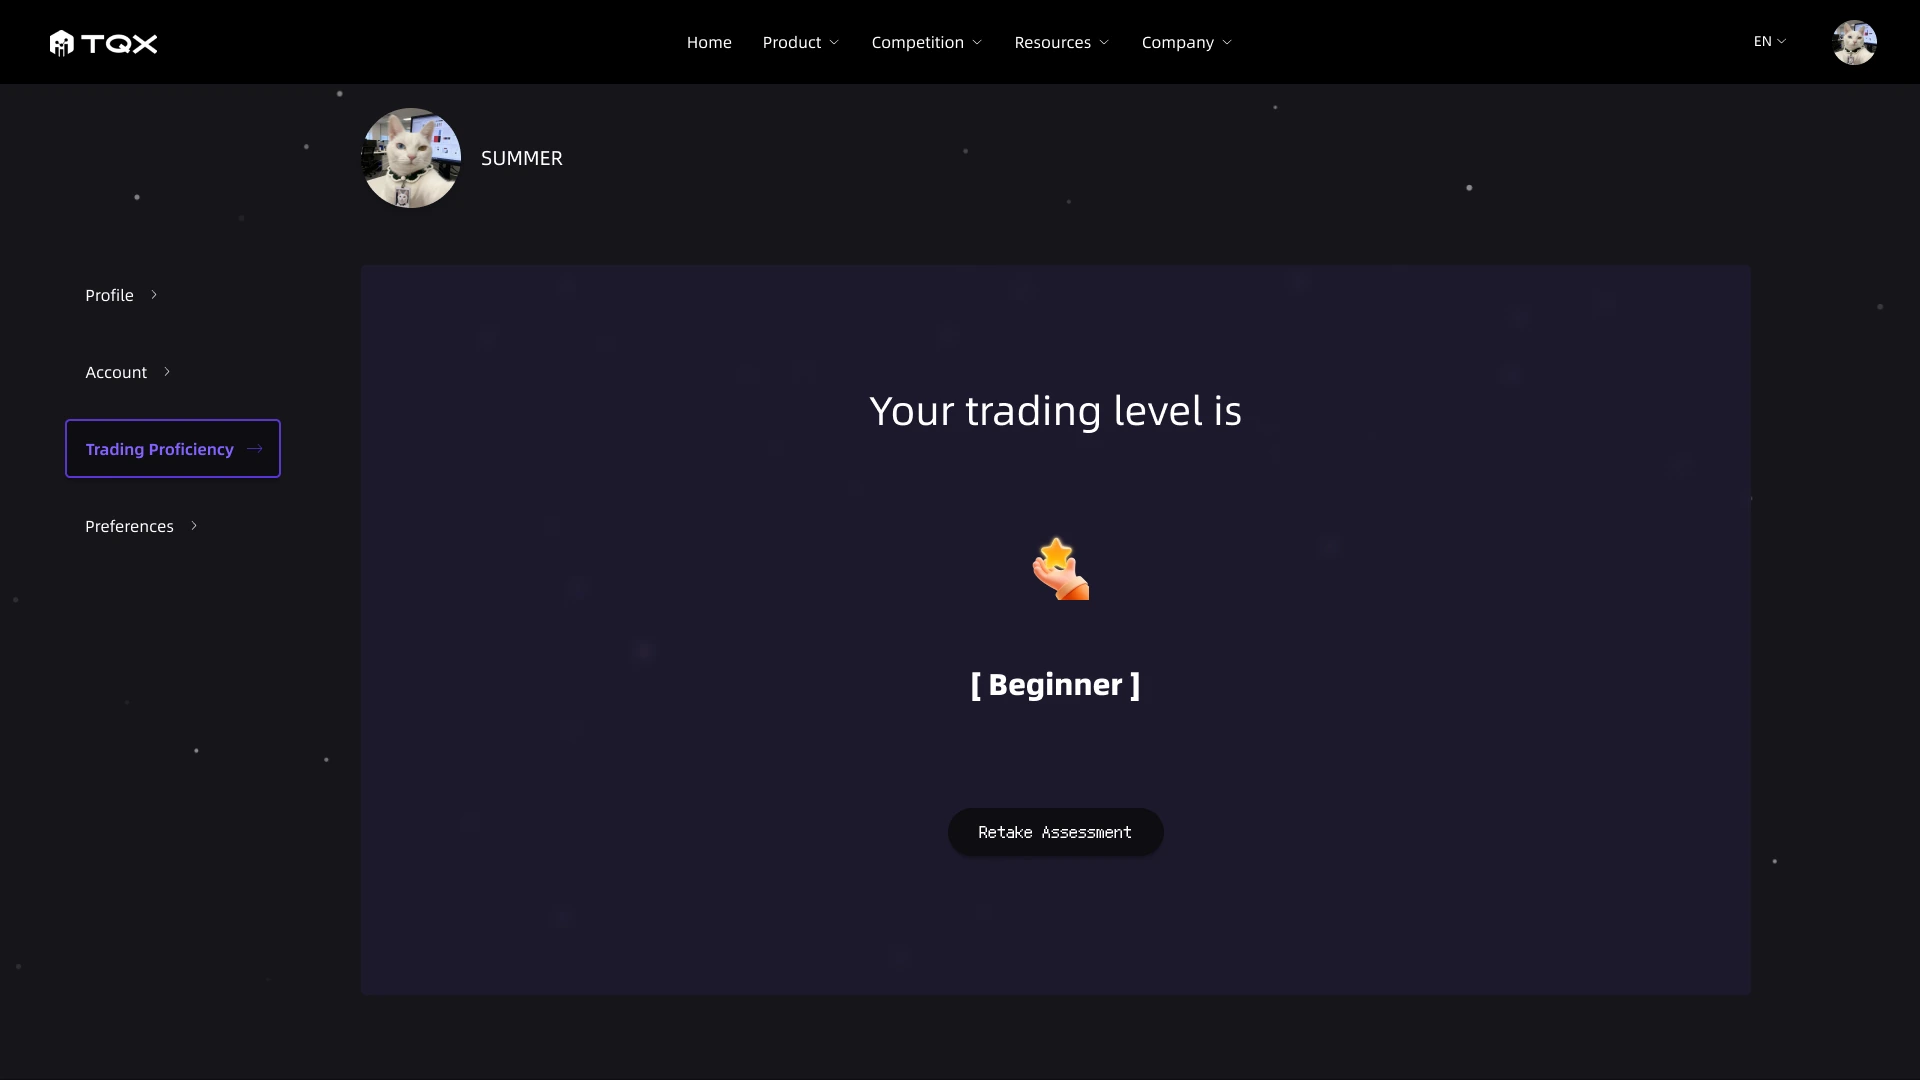 TQX
Home Product Competition Resources Company EN
SUMMER
Profile
Account
Trading Proficiency
Preferences
Your trading level is
[ Beginner ]
Retake Assessment